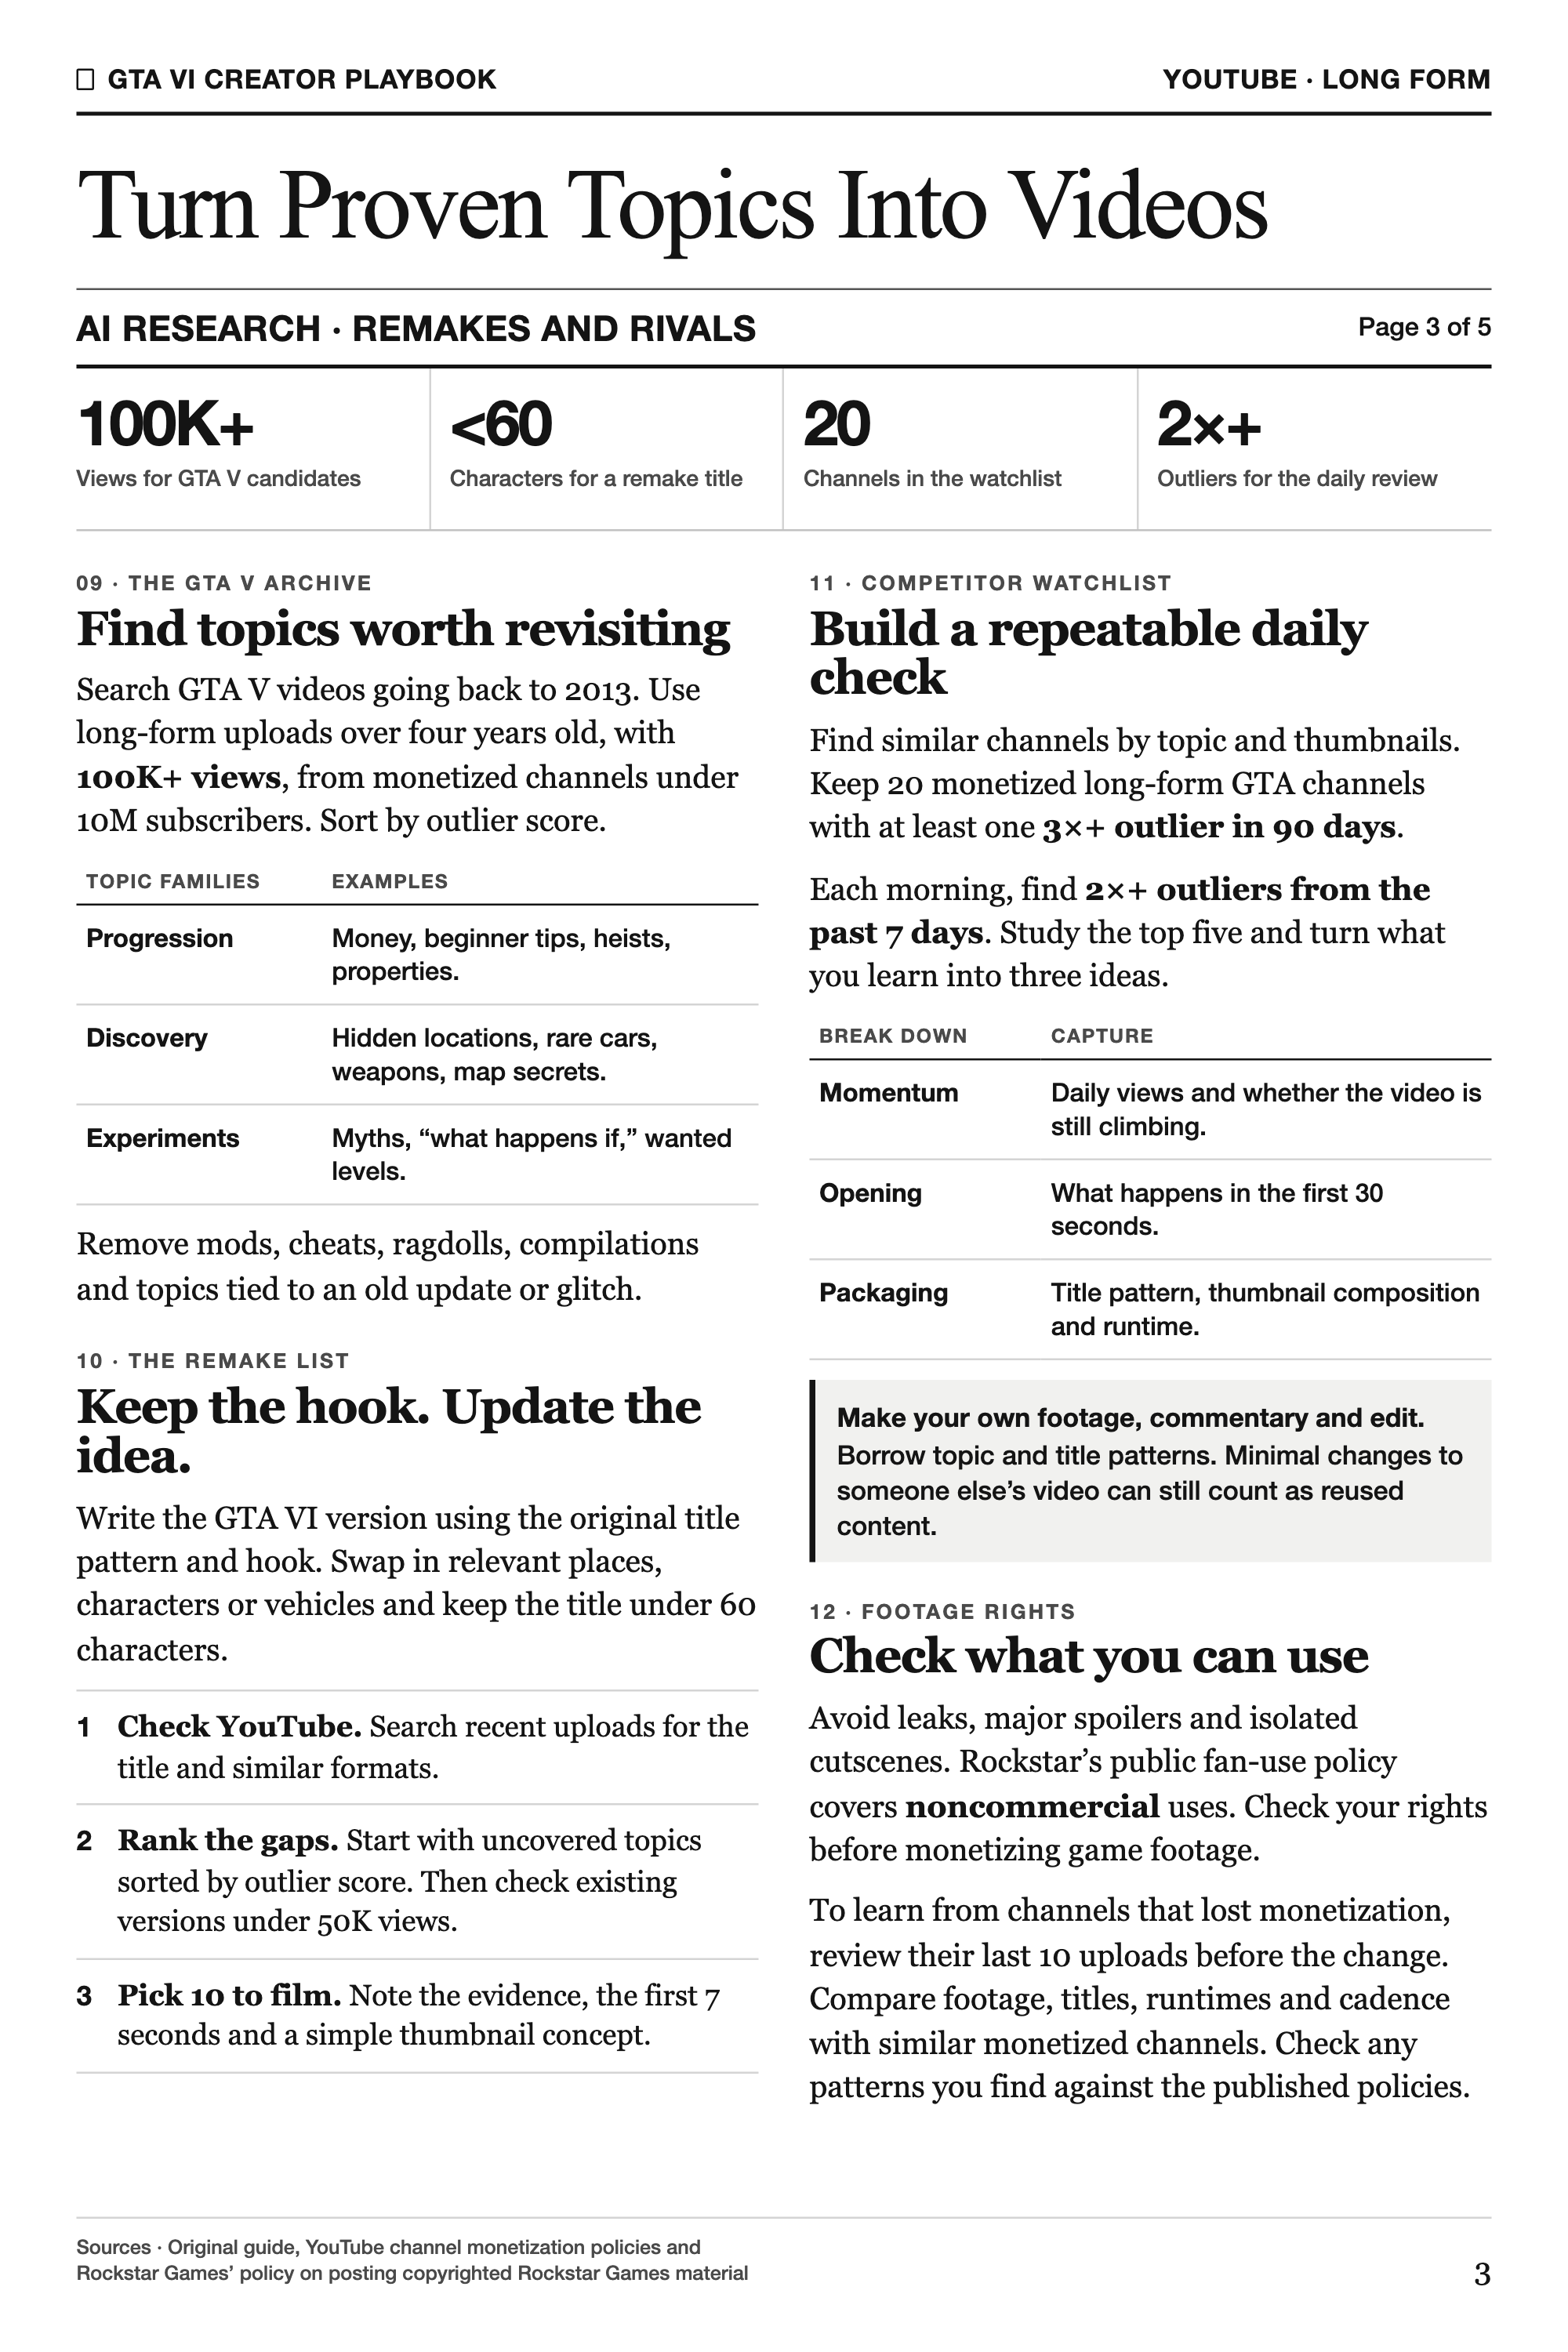 GTA VI CREATOR PLAYBOOK
YOUTUBE · LONG FORM
Turn Proven Topics Into Videos
AI RESEARCH · REMAKES AND RIVALS
Page 3 of 5
100K+
Views for GTA V candidates
<60
Characters for a remake title
20
Channels in the watchlist
2×+
Outliers for the daily review
09 · THE GTA V ARCHIVE
Find topics worth revisiting
Search GTA V videos going back to 2013. Use
long-form uploads over four years old, with
100K+ views, from monetized channels under
10M subscribers. Sort by outlier score.
TOPIC FAMILIES EXAMPLES
Progression Money, beginner tips, heists,
properties.
Discovery Hidden locations, rare cars,
weapons, map secrets.
Experiments Myths, “what happens if,” wanted
levels.
Remove mods, cheats, ragdolls, compilations
and topics tied to an old update or glitch.
10 · THE REMAKE LIST
Keep the hook. Update the
idea.
Write the GTA VI version using the original title
pattern and hook. Swap in relevant places,
characters or vehicles and keep the title under 60
characters.
1 Check YouTube. Search recent uploads for the
title and similar formats.
2 Rank the gaps. Start with uncovered topics
sorted by outlier score. Then check existing
versions under 50K views.
3 Pick 10 to film. Note the evidence, the first 7
seconds and a simple thumbnail concept.
11 · COMPETITOR WATCHLIST
Build a repeatable daily
check
Find similar channels by topic and thumbnails.
Keep 20 monetized long-form GTA channels
with at least one 3×+ outlier in 90 days.
Each morning, find 2×+ outliers from the
past 7 days. Study the top five and turn what
you learn into three ideas.
BREAK DOWN CAPTURE
Momentum Daily views and whether the video is
still climbing.
Opening What happens in the first 30
seconds.
Packaging Title pattern, thumbnail composition
and runtime.
Make your own footage, commentary and edit.
Borrow topic and title patterns. Minimal changes to
someone else’s video can still count as reused
content.
12 · FOOTAGE RIGHTS
Check what you can use
Avoid leaks, major spoilers and isolated
cutscenes. Rockstar’s public fan-use policy
covers noncommercial uses. Check your rights
before monetizing game footage.
To learn from channels that lost monetization,
review their last 10 uploads before the change.
Compare footage, titles, runtimes and cadence
with similar monetized channels. Check any
patterns you find against the published policies.
Sources · Original guide, YouTube channel monetization policies and
Rockstar Games’ policy on posting copyrighted Rockstar Games material
3